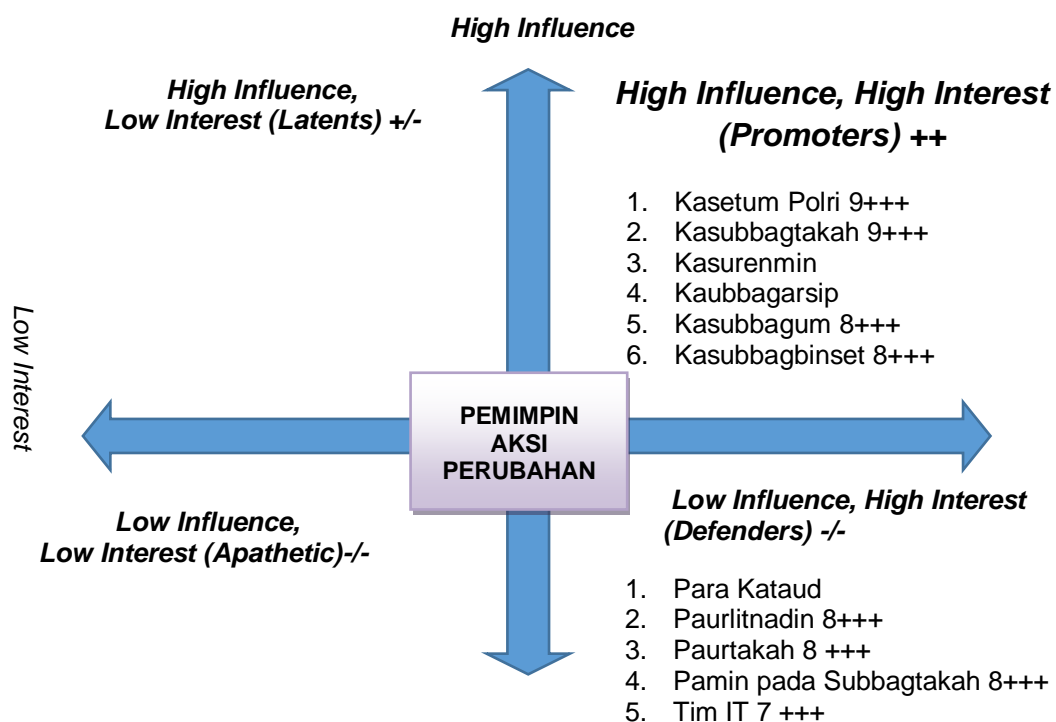 High Influence
High Influence,
Low Interest (Latents) +/-
High Influence, High Interest
(Promoters) ++
1. Kasetum Polri 9+++
2. Kasubbagtakah 9+++
3. Kasurenmin
4. Kaubbagarsip
5. Kasubbagum 8+++
6. Kasubbagbinset 8+++
Low Interest
PEMIMPIN
AKSI
PERUBAHAN
Low Influence,
Low Interest (Apathetic)-/-
Low Influence, High Interest
(Defenders) -/-
1. Para Kataud
2. Paurlitnadin 8+++
3. Paurtakah 8 +++
4. Pamin pada Subbagtakah 8+++
5. Tim IT 7 +++